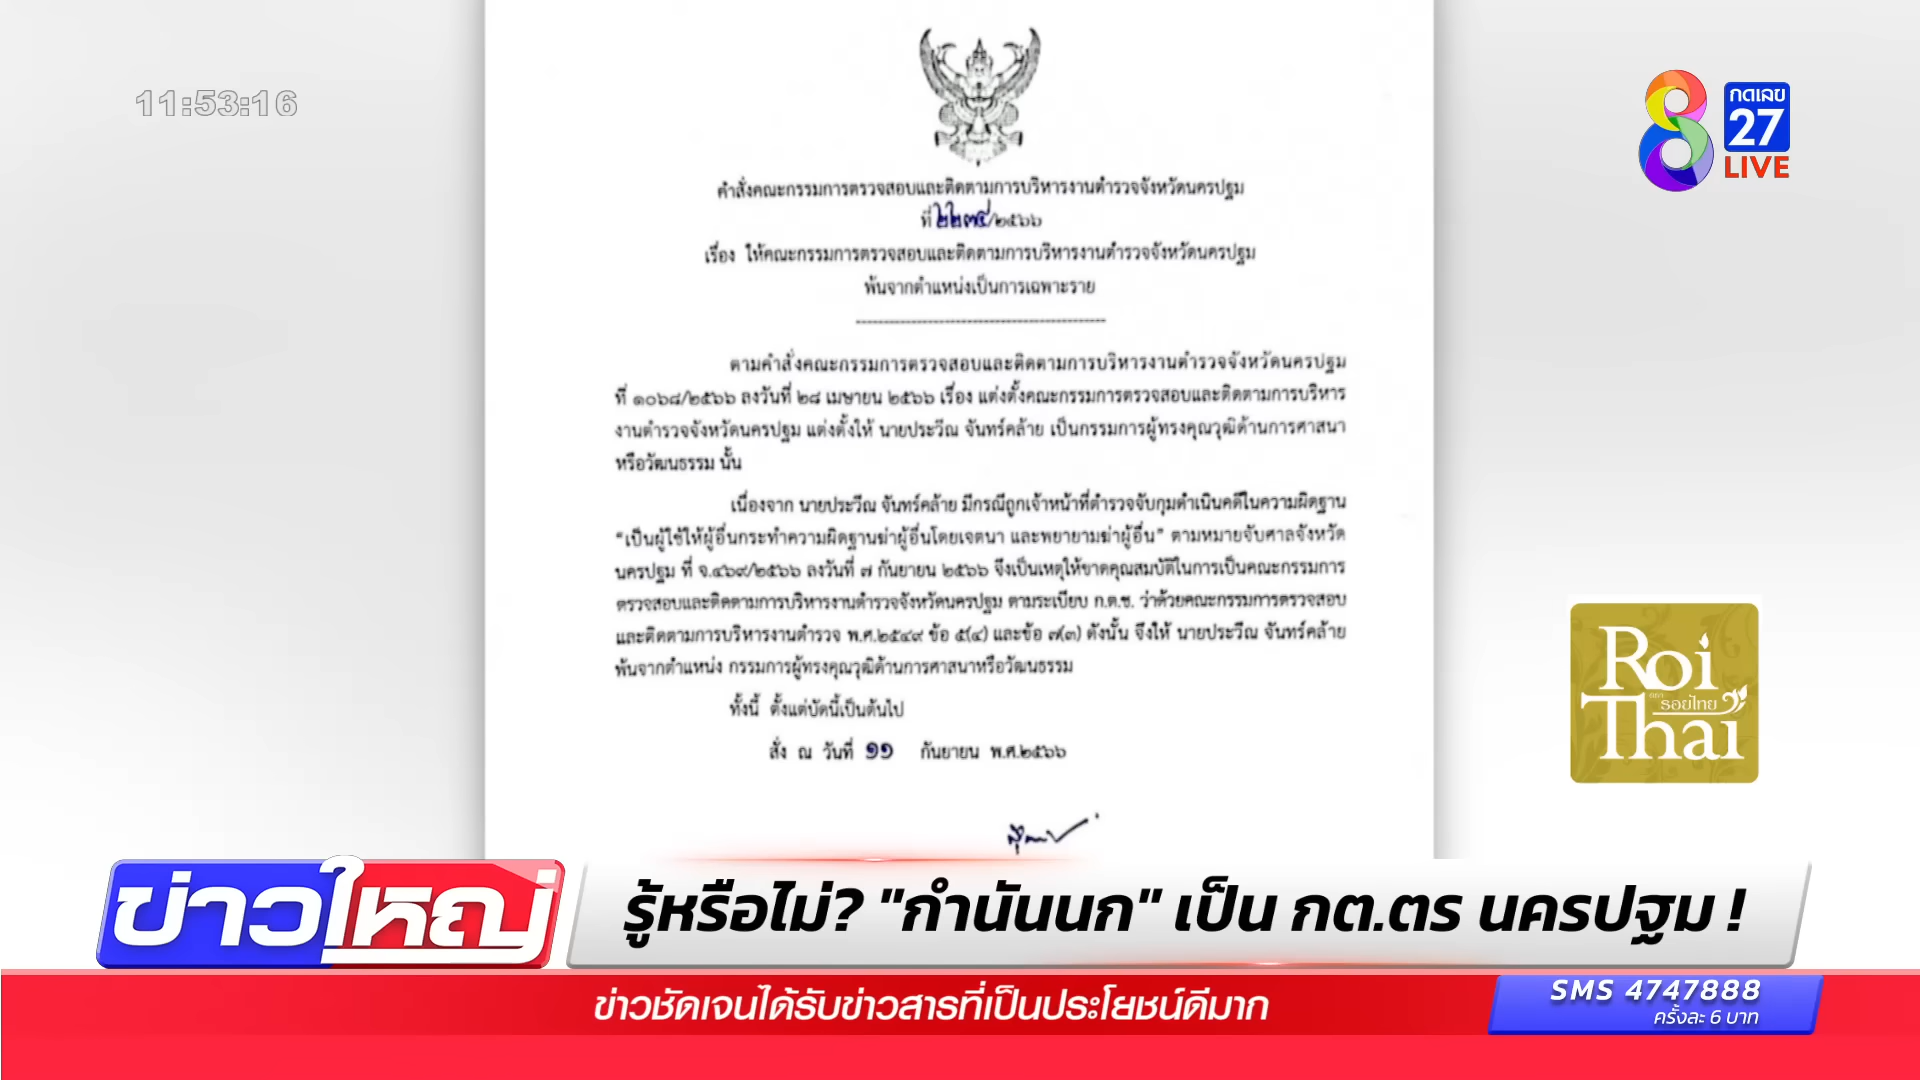 11:53:16
กดเลข
27
LIVE
คำสั่งคณะกรรมการตรวจสอบและติดตามการบริหารงานตำรวจจังหวัดนครปฐม
ที่ ๒๒๓๔/๒๕๖๖
เรื่อง ให้คณะกรรมการตรวจสอบและติดตามการบริหารงานตำรวจจังหวัดนครปฐม
พ้นจากตำแหน่งเป็นการเฉพาะราย
ตามคำสั่งคณะกรรมการตรวจสอบและติดตามการบริหารงานตำรวจจังหวัดนครปฐม
ที่ ๑๐๖๘/๒๕๖๖ ลงวันที่ ๒๘ เมษายน ๒๕๖๖ เรื่อง แต่งตั้งคณะกรรมการตรวจสอบและติดตามการบริหาร
งานตำรวจจังหวัดนครปฐม แต่งตั้งให้ นายประวีณ จันทร์คล้าย เป็นกรรมการผู้ทรงคุณวุฒิด้านการศาสนา
หรือวัฒนธรรม นั้น
เนื่องจาก นายประวีณ จันทร์คล้าย มีกรณีถูกเจ้าหน้าที่ตำรวจจับกุมดำเนินคดีในความผิดฐาน
“เป็นผู้ใช้ให้ผู้อื่นกระทำความผิดฐานฆ่าผู้อื่นโดยเจตนา และพยายามฆ่าผู้อื่น” ตามหมายจับศาลจังหวัด
นครปฐม ที่ จ.๔๖๙/๒๕๖๖ ลงวันที่ ๗ กันยายน ๒๕๖๖ จึงเป็นเหตุให้ขาดคุณสมบัติในการเป็นคณะกรรมการ
ตรวจสอบและติดตามการบริหารงานตำรวจจังหวัดนครปฐม ตามระเบียบ ก.ต.ช. ว่าด้วยคณะกรรมการตรวจสอบ
และติดตามการบริหารงานตำรวจ พ.ศ.๒๕๔๙ ข้อ ๕(๔) และข้อ ๗(๓) ดังนั้น จึงให้ นายประวีณ จันทร์คล้าย
พ้นจากตำแหน่ง กรรมการผู้ทรงคุณวุฒิด้านการศาสนาหรือวัฒนธรรม
ทั้งนี้ ตั้งแต่บัดนี้เป็นต้นไป
สั่ง ณ วันที่ ๑๑ กันยายน พ.ศ.๒๕๖๖
Roi
ตรา
รอยไทย
Thai
ข่าวใหญ่
รู้หรือไม่? "กำนันนก" เป็น กต.ตร นครปฐม !
ข่าวชัดเจนได้รับข่าวสารที่เป็นประโยชน์ดีมาก
SMS 4747888
ครั้งละ 6 บาท